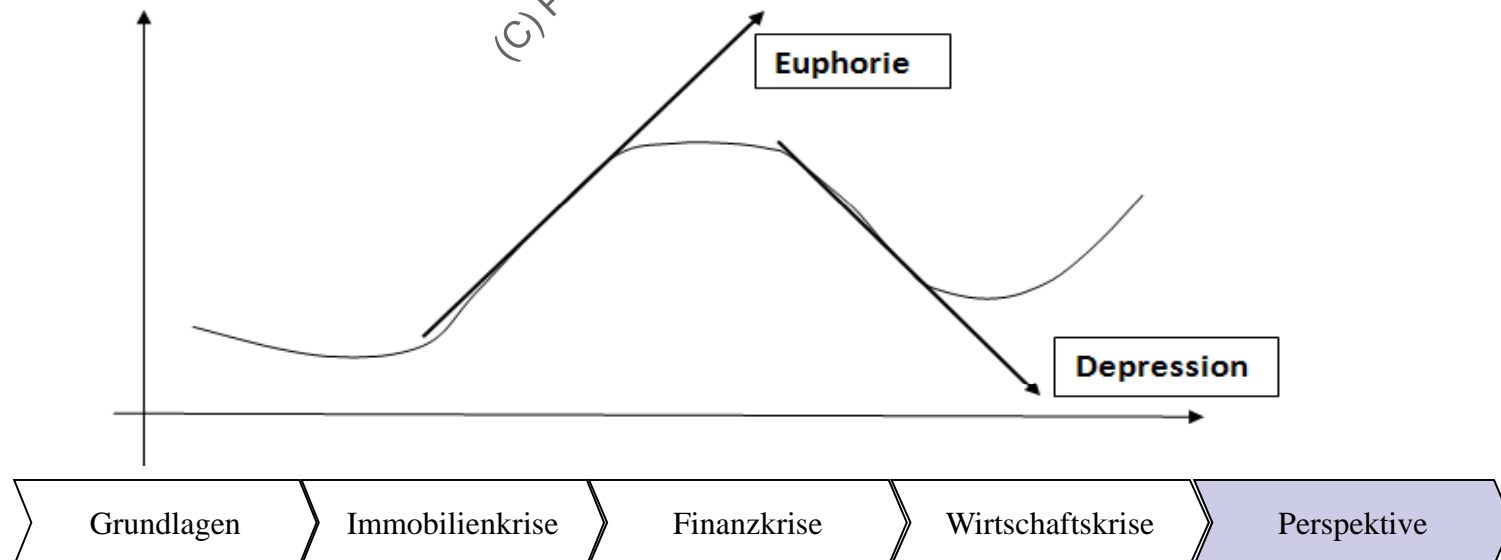 (C)
Euphorie
Depression
Grundlagen
Immobilienkrise
Finanzkrise
Wirtschaftskrise
Perspektive